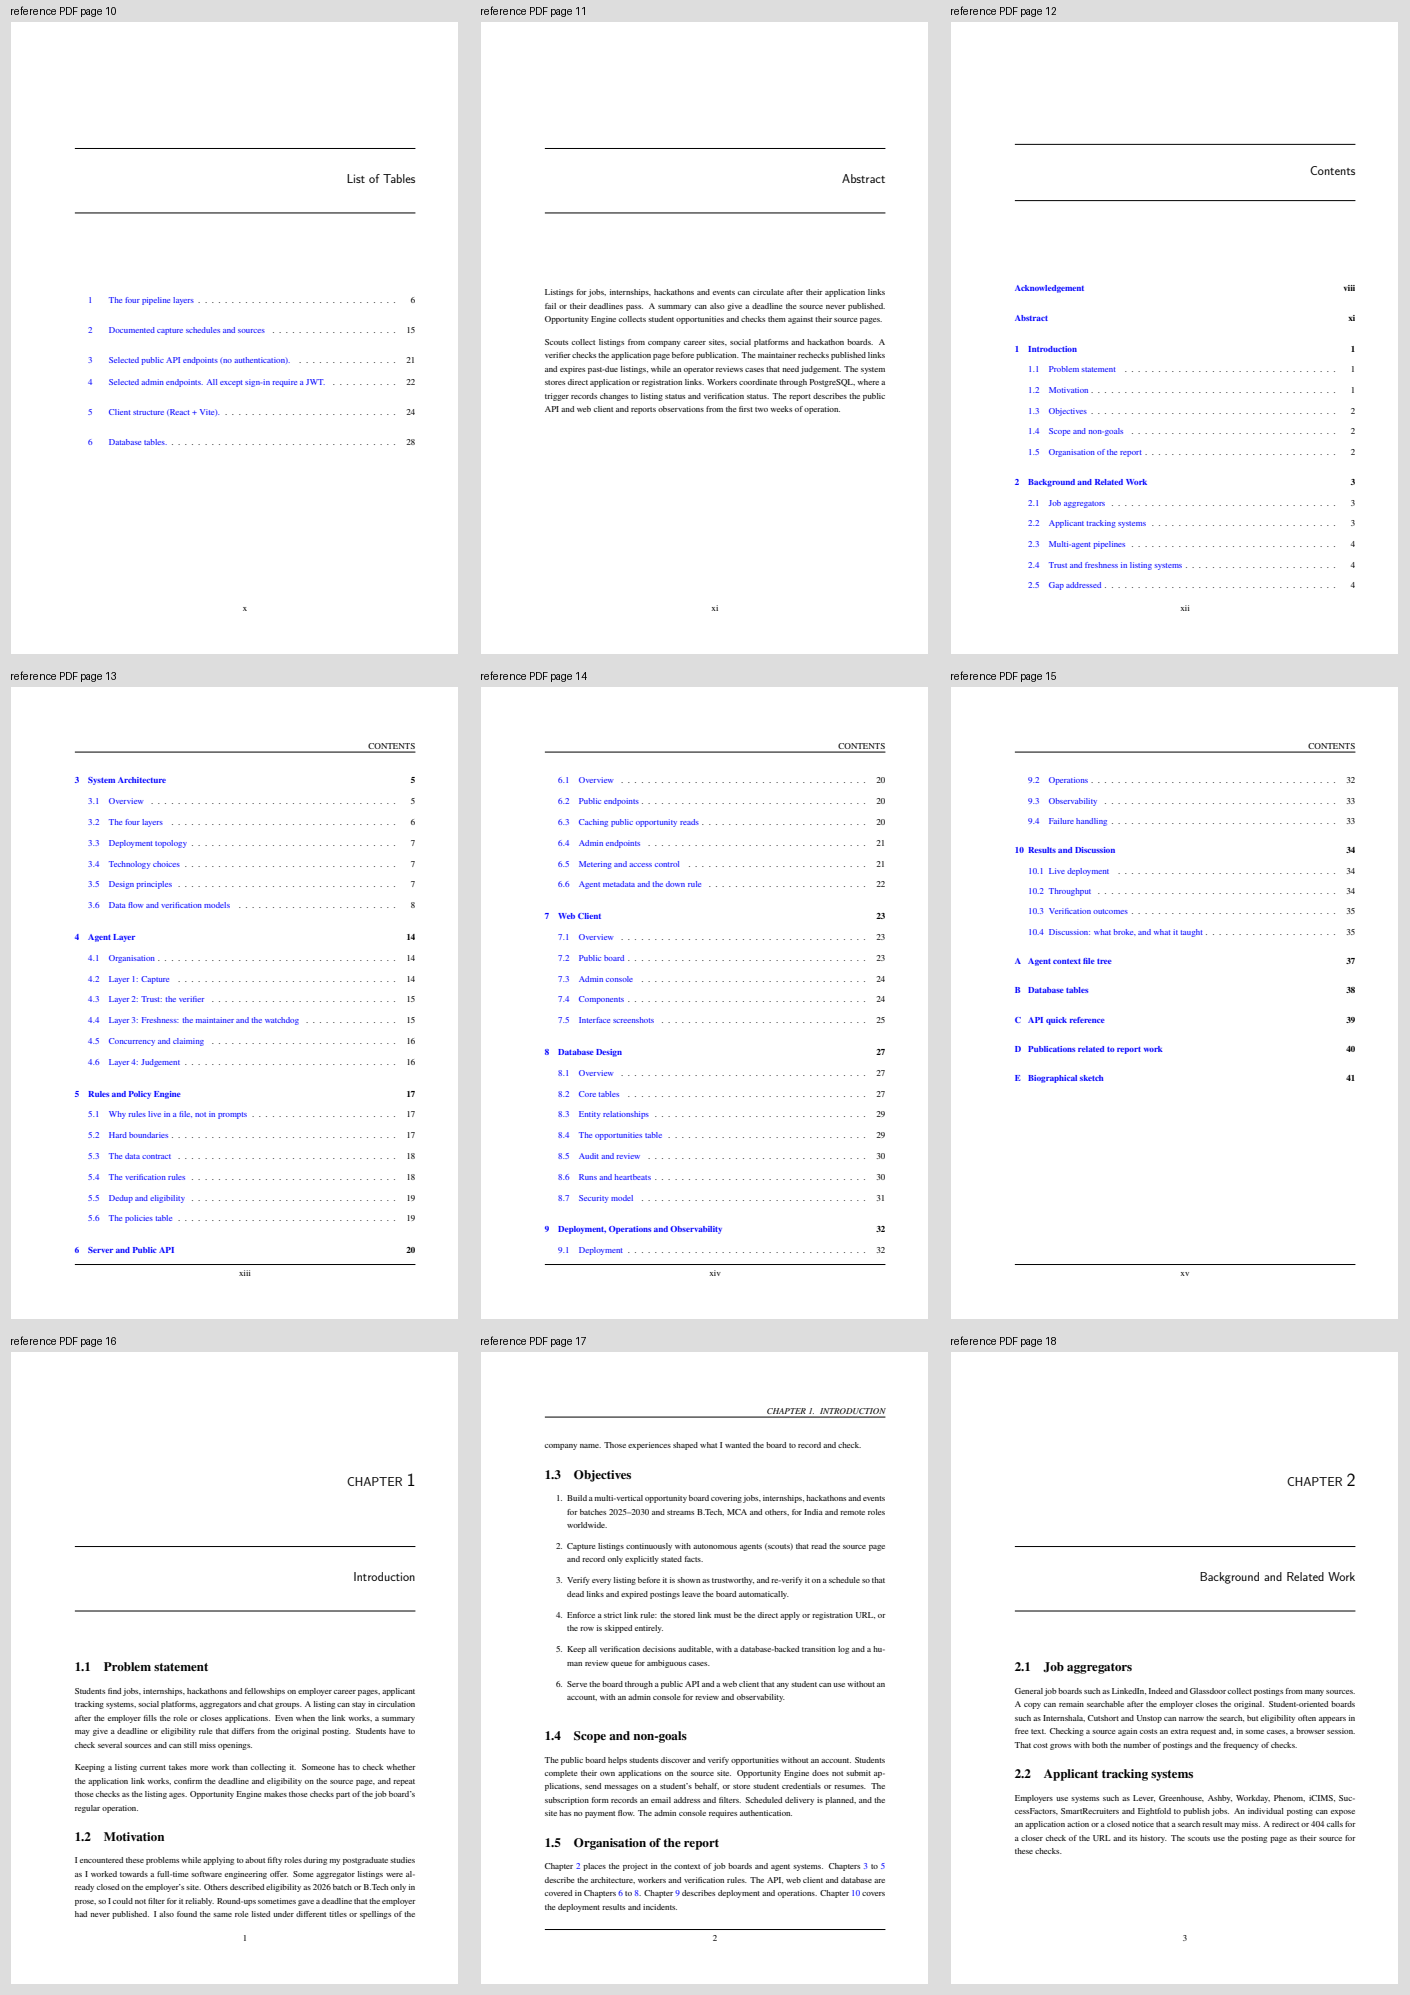 reference PDF page 10
List of Tables
1 The four pipeline layers . . . . . . . . . . 6
2 Documented capture schedules and sources . . . . . . . . . . 15
3 Selected public API endpoints (no authentication). . . . . . . . . . . 21
4 Selected admin endpoints. All except sign-in require a JWT. . . . . . . . . . . 22
5 Client structure (React + Vite). . . . . . . . . . . 24
6 Database tables. . . . . . . . . . . 28
x
reference PDF page 11
Abstract
Listings for jobs, internships, hackathons and events can circulate after their application links
fail or their deadlines pass. A summary can also give a deadline the source never published.
Opportunity Engine collects student opportunities and checks them against their source pages.
Scouts collect listings from company career sites, social platforms and hackathon boards. A
verifier checks the application page before publication. The maintainer rechecks published links
and expires past-due listings, while an operator reviews cases that need judgement. The system
stores direct application or registration links. Workers coordinate through PostgreSQL, where a
trigger records changes to listing status and verification status. The report describes the public
API and web client and reports observations from the first two weeks of operation.
xi
reference PDF page 12
Contents
Acknowledgement viii
Abstract xi
1 Introduction 1
1.1 Problem statement . . . . . . . . . . 1
1.2 Motivation . . . . . . . . . . 1
1.3 Objectives . . . . . . . . . . 2
1.4 Scope and non-goals . . . . . . . . . . 2
1.5 Organisation of the report . . . . . . . . . . 2
2 Background and Related Work 3
2.1 Job aggregators . . . . . . . . . . 3
2.2 Applicant tracking systems . . . . . . . . . . 3
2.3 Multi-agent pipelines . . . . . . . . . . 4
2.4 Trust and freshness in listing systems . . . . . . . . . . 4
2.5 Gap addressed . . . . . . . . . . 4
xii
reference PDF page 13
CONTENTS
3 System Architecture 5
3.1 Overview . . . . . . . . . . 5
3.2 The four layers . . . . . . . . . . 6
3.3 Deployment topology . . . . . . . . . . 7
3.4 Technology choices . . . . . . . . . . 7
3.5 Design principles . . . . . . . . . . 7
3.6 Data flow and verification models . . . . . . . . . . 8
4 Agent Layer 14
4.1 Organisation . . . . . . . . . . 14
4.2 Layer 1: Capture . . . . . . . . . . 14
4.3 Layer 2: Trust: the verifier . . . . . . . . . . 15
4.4 Layer 3: Freshness: the maintainer and the watchdog . . . . . . . . . . 15
4.5 Concurrency and claiming . . . . . . . . . . 16
4.6 Layer 4: Judgement . . . . . . . . . . 16
5 Rules and Policy Engine 17
5.1 Why rules live in a file, not in prompts . . . . . . . . . . 17
5.2 Hard boundaries . . . . . . . . . . 17
5.3 The data contract . . . . . . . . . . 18
5.4 The verification rules . . . . . . . . . . 18
5.5 Dedup and eligibility . . . . . . . . . . 19
5.6 The policies table . . . . . . . . . . 19
6 Server and Public API 20
xiii
reference PDF page 14
CONTENTS
6.1 Overview . . . . . . . . . . 20
6.2 Public endpoints . . . . . . . . . . 20
6.3 Caching public opportunity reads . . . . . . . . . . 20
6.4 Admin endpoints . . . . . . . . . . 21
6.5 Metering and access control . . . . . . . . . . 21
6.6 Agent metadata and the down rule . . . . . . . . . . 22
7 Web Client 23
7.1 Overview . . . . . . . . . . 23
7.2 Public board . . . . . . . . . . 23
7.3 Admin console . . . . . . . . . . 24
7.4 Components . . . . . . . . . . 24
7.5 Interface screenshots . . . . . . . . . . 25
8 Database Design 27
8.1 Overview . . . . . . . . . . 27
8.2 Core tables . . . . . . . . . . 27
8.3 Entity relationships . . . . . . . . . . 29
8.4 The opportunities table . . . . . . . . . . 29
8.5 Audit and review . . . . . . . . . . 30
8.6 Runs and heartbeats . . . . . . . . . . 30
8.7 Security model . . . . . . . . . . 31
9 Deployment, Operations and Observability 32
9.1 Deployment . . . . . . . . . . 32
xiv
reference PDF page 15
CONTENTS
9.2 Operations . . . . . . . . . . 32
9.3 Observability . . . . . . . . . . 33
9.4 Failure handling . . . . . . . . . . 33
10 Results and Discussion 34
10.1 Live deployment . . . . . . . . . . 34
10.2 Throughput . . . . . . . . . . 34
10.3 Verification outcomes . . . . . . . . . . 35
10.4 Discussion: what broke, and what it taught . . . . . . . . . . 35
A Agent context file tree 37
B Database tables 38
C API quick reference 39
D Publications related to report work 40
E Biographical sketch 41
xv
reference PDF page 16
CHAPTER 1
Introduction
1.1 Problem statement
Students find jobs, internships, hackathons and fellowships on employer career pages, applicant
tracking systems, social platforms, aggregators and chat groups. A listing can stay in circulation
after the employer fills the role or closes applications. Even when the link works, a summary
may give a deadline or eligibility rule that differs from the original posting. Students have to
check several sources and can still miss openings.
Keeping a listing current takes more work than collecting it. Someone has to check whether
the application link works, confirm the deadline and eligibility on the source page, and repeat
those checks as the listing ages. Opportunity Engine makes those checks part of the job board's
regular operation.
1.2 Motivation
I encountered these problems while applying to about fifty roles during my postgraduate studies
as I worked towards a full-time software engineering offer. Some aggregator listings were al-
ready closed on the employer's site. Others described eligibility as 2026 batch or B.Tech only in
prose, so I could not filter for it reliably. Round-ups sometimes gave a deadline that the employer
had never published. I also found the same role listed under different titles or spellings of the
1
reference PDF page 17
CHAPTER 1. INTRODUCTION
company name. Those experiences shaped what I wanted the board to record and check.
1.3 Objectives
1. Build a multi-vertical opportunity board covering jobs, internships, hackathons and events
for batches 2025–2030 and streams B.Tech, MCA and others, for India and remote roles
worldwide.
2. Capture listings continuously with autonomous agents (scouts) that read the source page
and record only explicitly stated facts.
3. Verify every listing before it is shown as trustworthy, and re-verify it on a schedule so that
dead links and expired postings leave the board automatically.
4. Enforce a strict link rule: the stored link must be the direct apply or registration URL, or
the row is skipped entirely.
5. Keep all verification decisions auditable, with a database-backed transition log and a hu-
man review queue for ambiguous cases.
6. Serve the board through a public API and a web client that any student can use without an
account, with an admin console for review and observability.
1.4 Scope and non-goals
The public board helps students discover and verify opportunities without an account. Students
complete their own applications on the source site. Opportunity Engine does not submit ap-
plications, send messages on a student's behalf, or store student credentials or resumes. The
subscription form records an email address and filters. Scheduled delivery is planned, and the
site has no payment flow. The admin console requires authentication.
1.5 Organisation of the report
Chapter 2 places the project in the context of job boards and agent systems. Chapters 3 to 5
describe the architecture, workers and verification rules. The API, web client and database are
covered in Chapters 6 to 8. Chapter 9 describes deployment and operations. Chapter 10 covers
the deployment results and incidents.
2
reference PDF page 18
CHAPTER 2
Background and Related Work
2.1 Job aggregators
General job boards such as LinkedIn, Indeed and Glassdoor collect postings from many sources.
A copy can remain searchable after the employer closes the original. Student-oriented boards
such as Internshala, Cutshort and Unstop can narrow the search, but eligibility often appears in
free text. Checking a source again costs an extra request and, in some cases, a browser session.
That cost grows with both the number of postings and the frequency of checks.
2.2 Applicant tracking systems
Employers use systems such as Lever, Greenhouse, Ashby, Workday, Phenom, iCIMS, Suc-
cessFactors, SmartRecruiters and Eightfold to publish jobs. An individual posting can expose
an application action or a closed notice that a search result may miss. A redirect or 404 calls for
a closer check of the URL and its history. The scouts use the posting page as their source for
these checks.
3